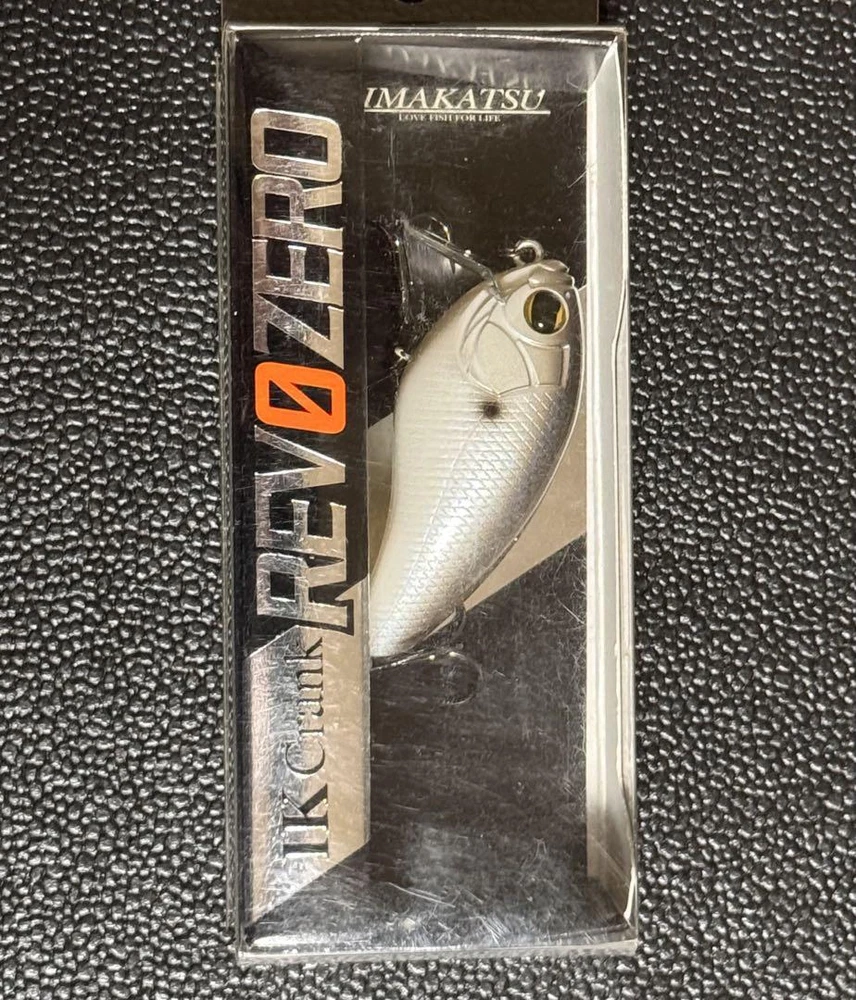 IMAKATSU
LOVE FISH FOR LIFE
IK Crank
REV0ZERO